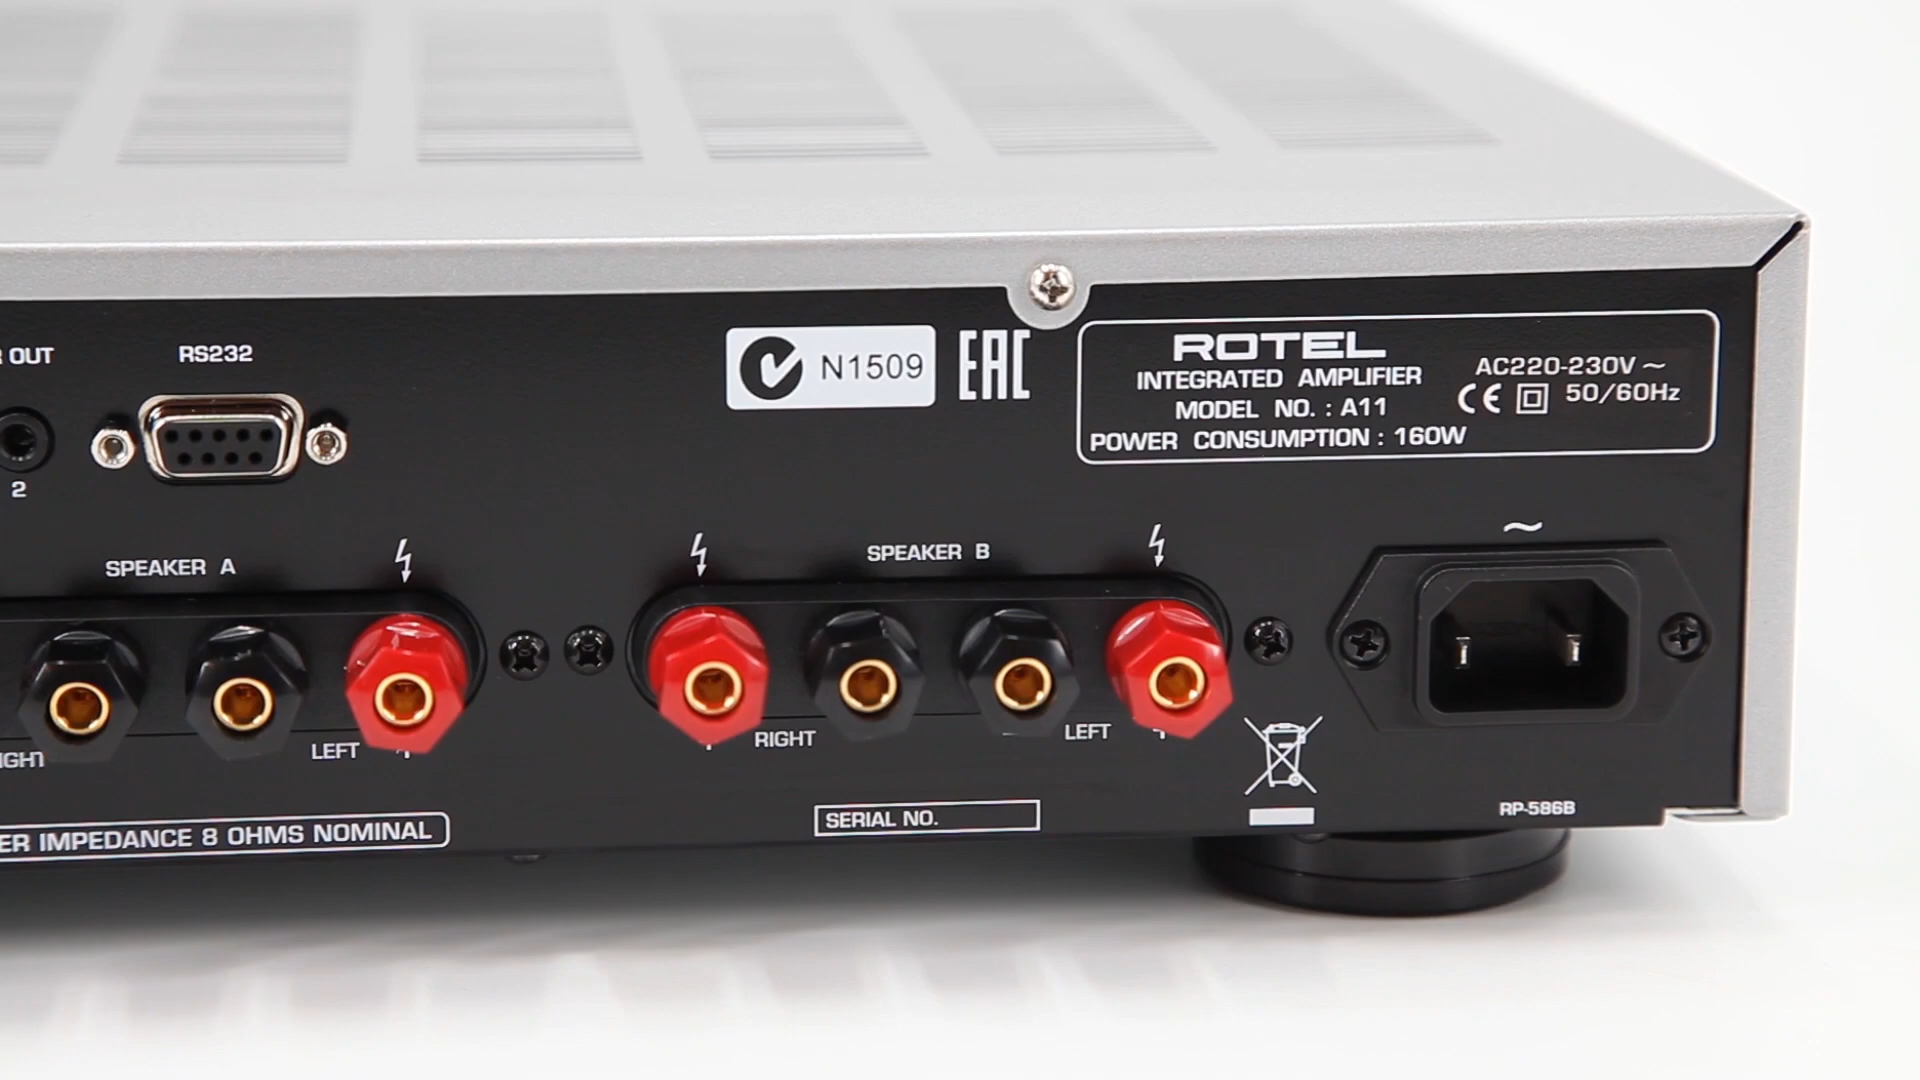 R OUT
RS232
2
N1509
EAC
ROTEL
INTEGRATED AMPLIFIER
MODEL NO. : A11
POWER CONSUMPTION : 160W
AC220-230V ~
CE
50/60Hz
SPEAKER A
SPEAKER B
~
IGHT
LEFT
RIGHT
LEFT
ER IMPEDANCE 8 OHMS NOMINAL
SERIAL NO.
RP-586B